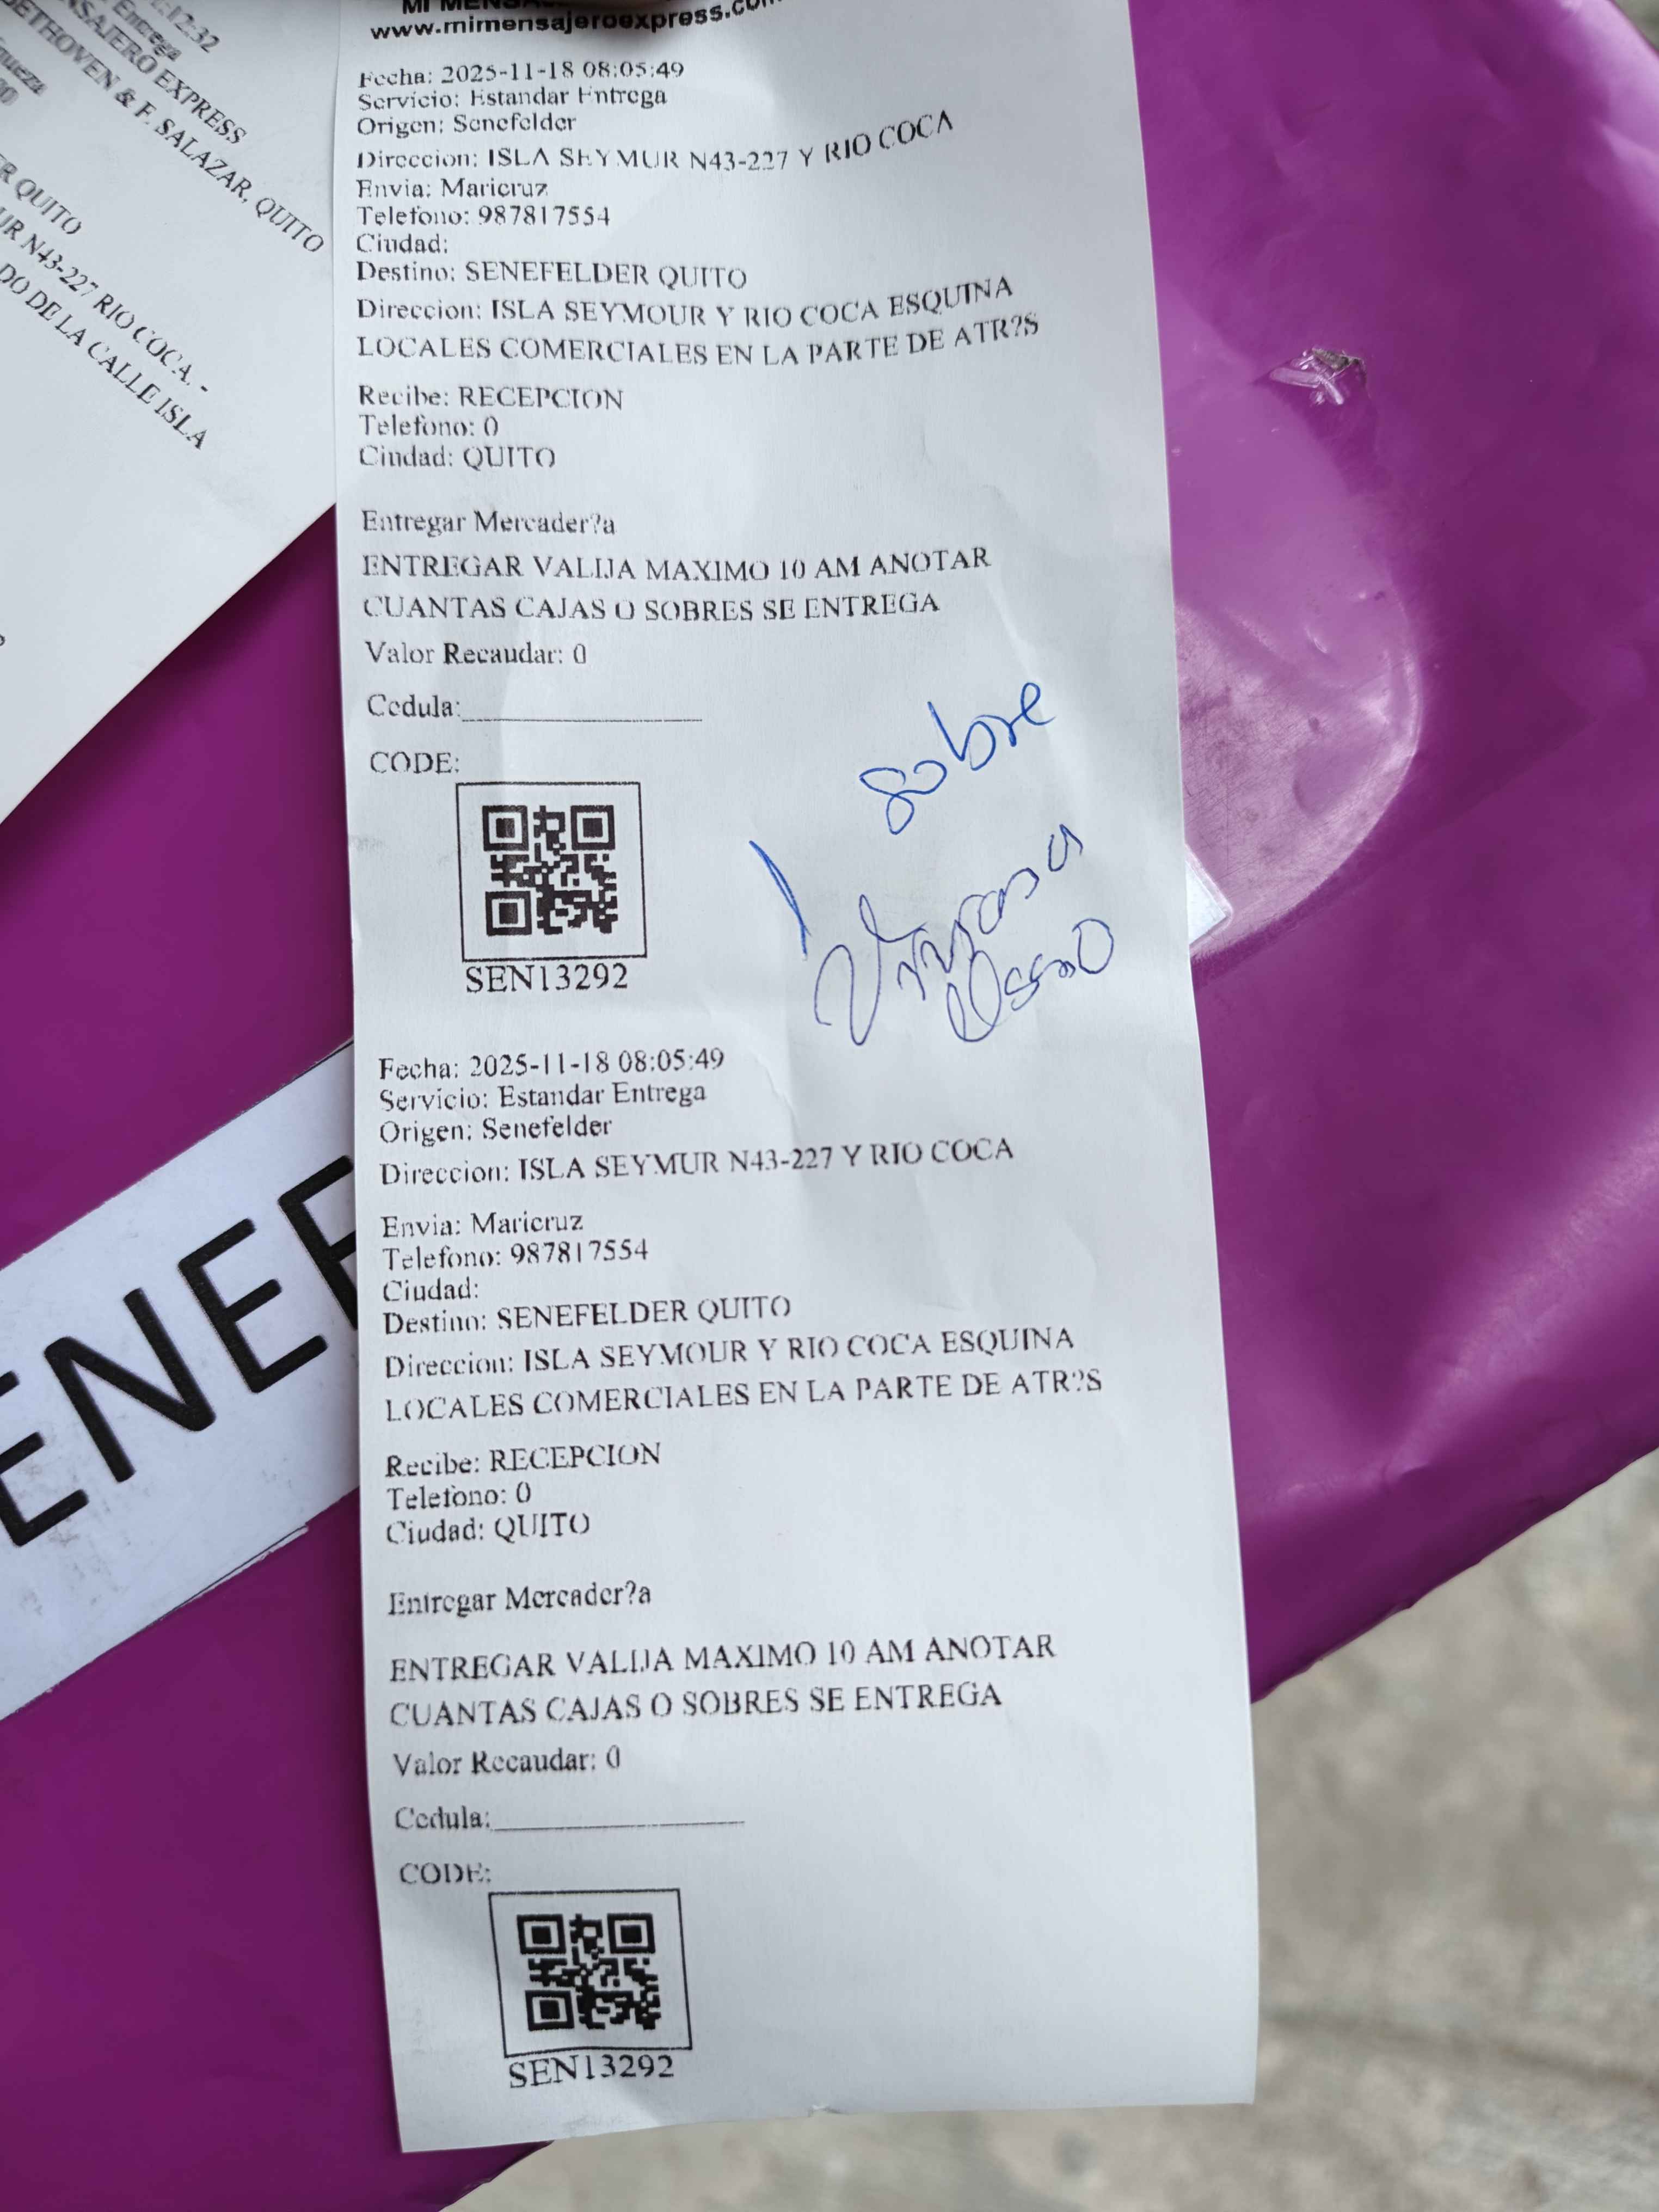 :12:32
Entrega
NSAJERO EXPRESS
ETHOVEN & F. SALAZAR, QUITO
R QUITO
UR N43-227 RIO COCA. -
DO DE LA CALLE ISLA
www.mimensajeroexpress.com
Fecha: 2025-11-18 08:05:49
Servicio: Estandar Entrega
Origen: Senefelder
Direccion: ISLA SEYMUR N43-227 Y RIO COCA
Envia: Maricruz
Telefono: 987817554
Ciudad:
Destino: SENEFELDER QUITO
Direccion: ISLA SEYMOUR Y RIO COCA ESQUINA
LOCALES COMERCIALES EN LA PARTE DE ATR?S
Recibe: RECEPCION
Telefono: 0
Ciudad: QUITO
Entregar Mercader?a
ENTREGAR VALIJA MAXIMO 10 AM ANOTAR
CUANTAS CAJAS O SOBRES SE ENTREGA
Valor Recaudar: 0
Cedula:
CODE:
1 sobre
SEN13292
Fecha: 2025-11-18 08:05:49
Servicio: Estandar Entrega
Origen: Senefelder
Direccion: ISLA SEYMUR N43-227 Y RIO COCA
Envia: Maricruz
Telefono: 987817554
Ciudad:
Destino: SENEFELDER QUITO
Direccion: ISLA SEYMOUR Y RIO COCA ESQUINA
LOCALES COMERCIALES EN LA PARTE DE ATR?S
Recibe: RECEPCION
Telefono: 0
Ciudad: QUITO
Entregar Mercader?a
ENTREGAR VALIJA MAXIMO 10 AM ANOTAR
CUANTAS CAJAS O SOBRES SE ENTREGA
Valor Recaudar: 0
Cedula:
CODE:
SEN13292
ENEF